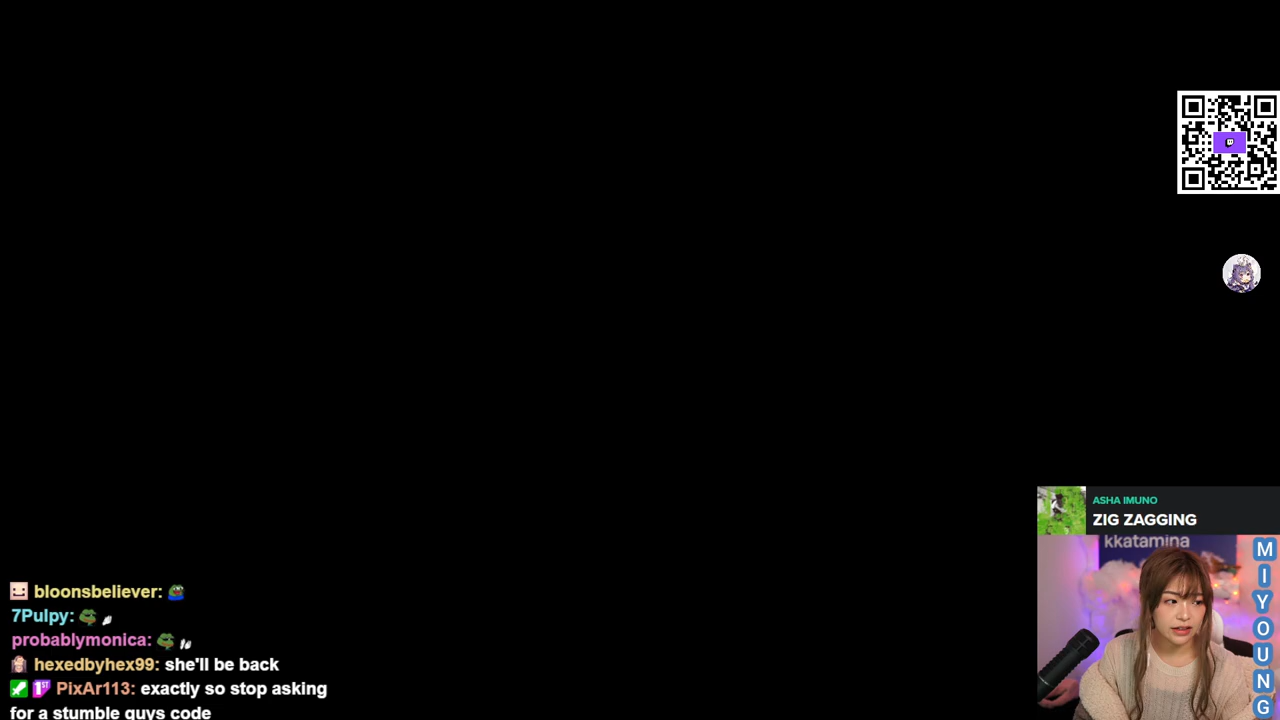 ASHA IMUNO
ZIG ZAGGING
kkatamina
M
I
Y
O
U
N
G
bloonsbeliever:
7Pulpy:
probablymonica:
hexedbyhex99: she'll be back
1ST PixAr113: exactly so stop asking
for a stumble guys code